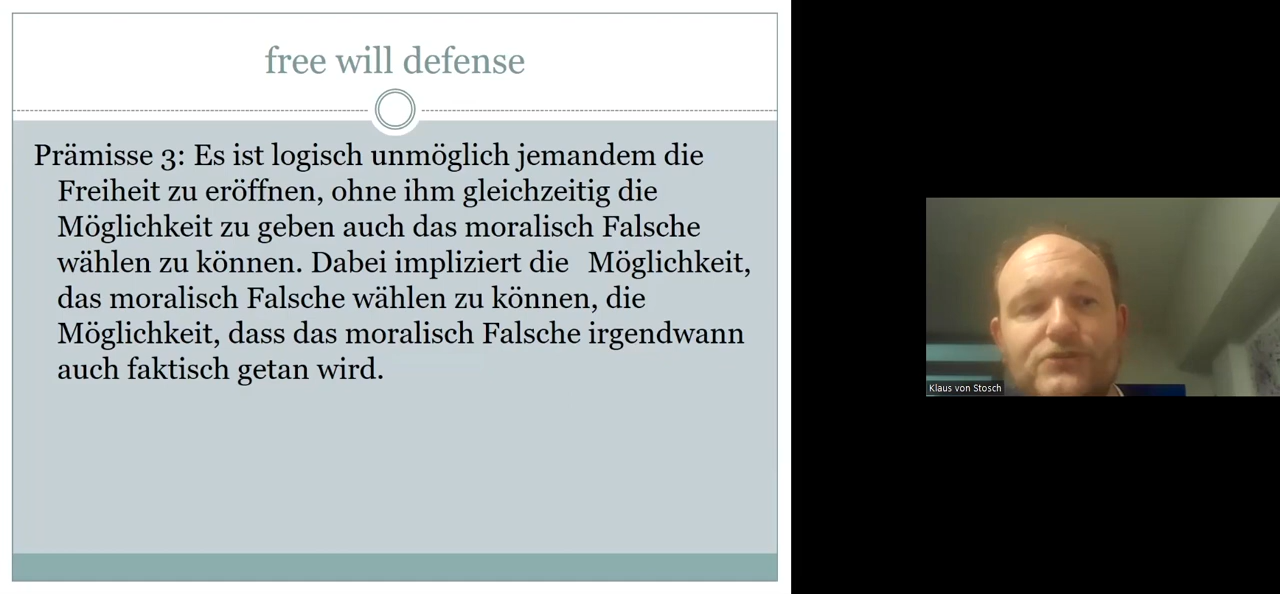 free will defense
Prämisse 3: Es ist logisch unmöglich jemandem die
Freiheit zu eröffnen, ohne ihm gleichzeitig die
Möglichkeit zu geben auch das moralisch Falsche
wählen zu können. Dabei impliziert die Möglichkeit,
das moralisch Falsche wählen zu können, die
Möglichkeit, dass das moralisch Falsche irgendwann
auch faktisch getan wird.
Klaus von Stosch